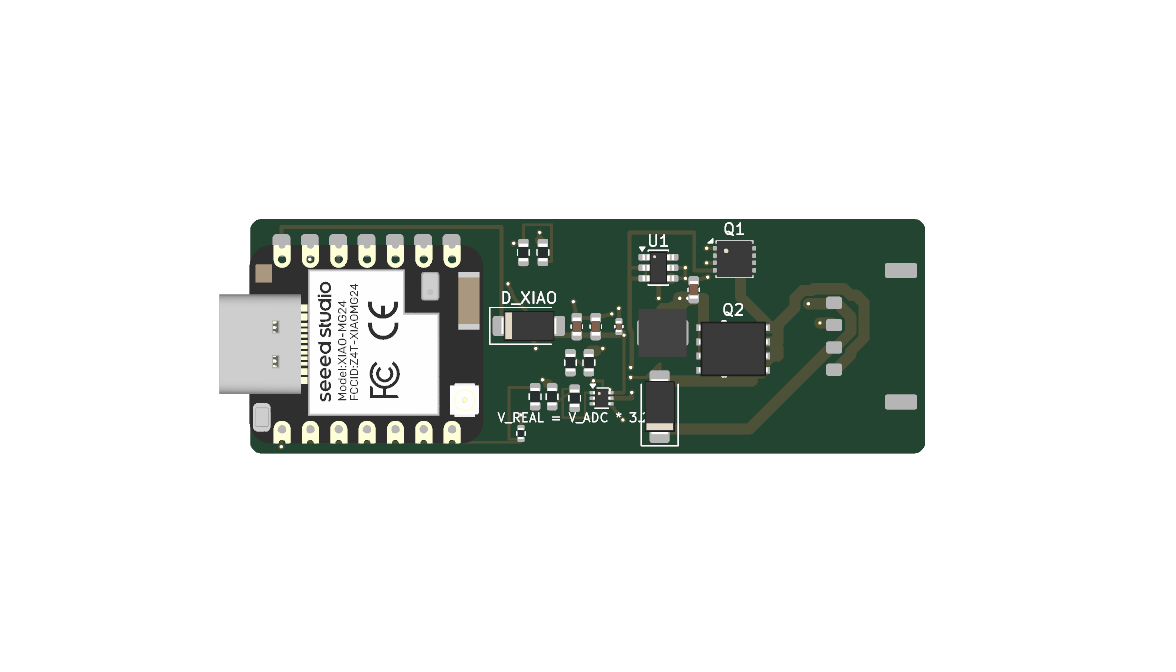 seeed studio
Model:XIAO-MG24
FCCID:Z4T-XIAOMG24
FC CE
D_XIAO
U1
Q1
Q2
V_REAL = V_ADC * 3.